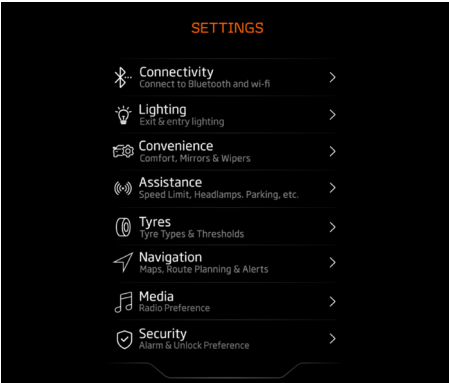 SETTINGS
Connectivity
Connect to Bluetooth and wi-fi
Lighting
Exit & entry lighting
Convenience
Comfort, Mirrors & Wipers
Assistance
Speed Limit, Headlamps. Parking, etc.
Tyres
Tyre Types & Thresholds
Navigation
Maps, Route Planning & Alerts
Media
Radio Preference
Security
Alarm & Unlock Preference